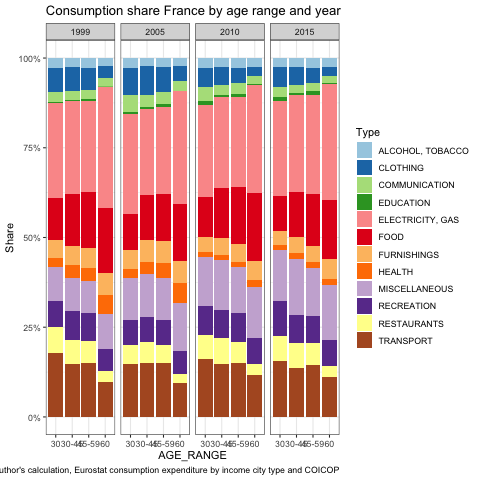 Consumption share France by age range and year
1999 2005 2010 2015
100%
75%
50%
25%
0%
Share
AGE_RANGE
Type
ALCOHOL, TOBACCO
CLOTHING
COMMUNICATION
EDUCATION
ELECTRICITY, GAS
FOOD
FURNISHINGS
HEALTH
MISCELLANEOUS
RECREATION
RESTAURANTS
TRANSPORT
uthor's calculation, Eurostat consumption expenditure by income city type and COICOP